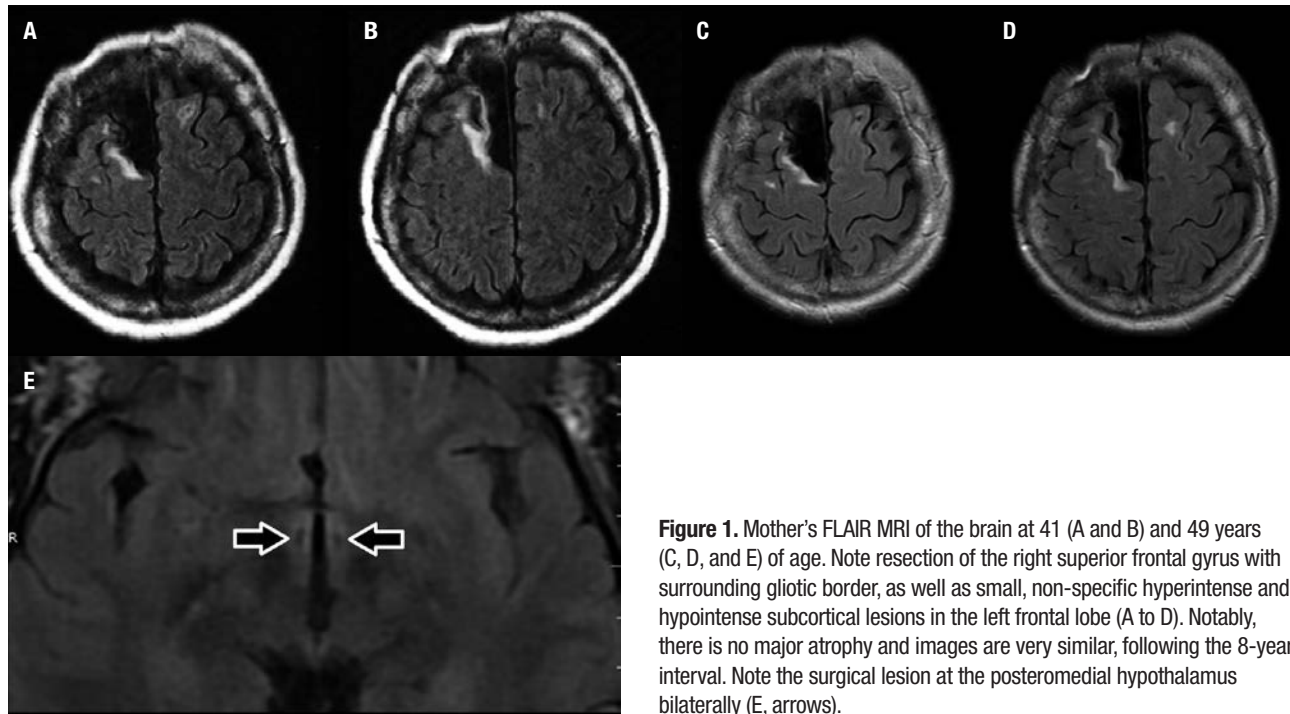 A
B
C
D
E
R
Figure 1. Mother’s FLAIR MRI of the brain at 41 (A and B) and 49 years
(C, D, and E) of age. Note resection of the right superior frontal gyrus with
surrounding gliotic border, as well as small, non-specific hyperintense and
hypointense subcortical lesions in the left frontal lobe (A to D). Notably,
there is no major atrophy and images are very similar, following the 8-year
interval. Note the surgical lesion at the posteromedial hypothalamus
bilaterally (E, arrows).